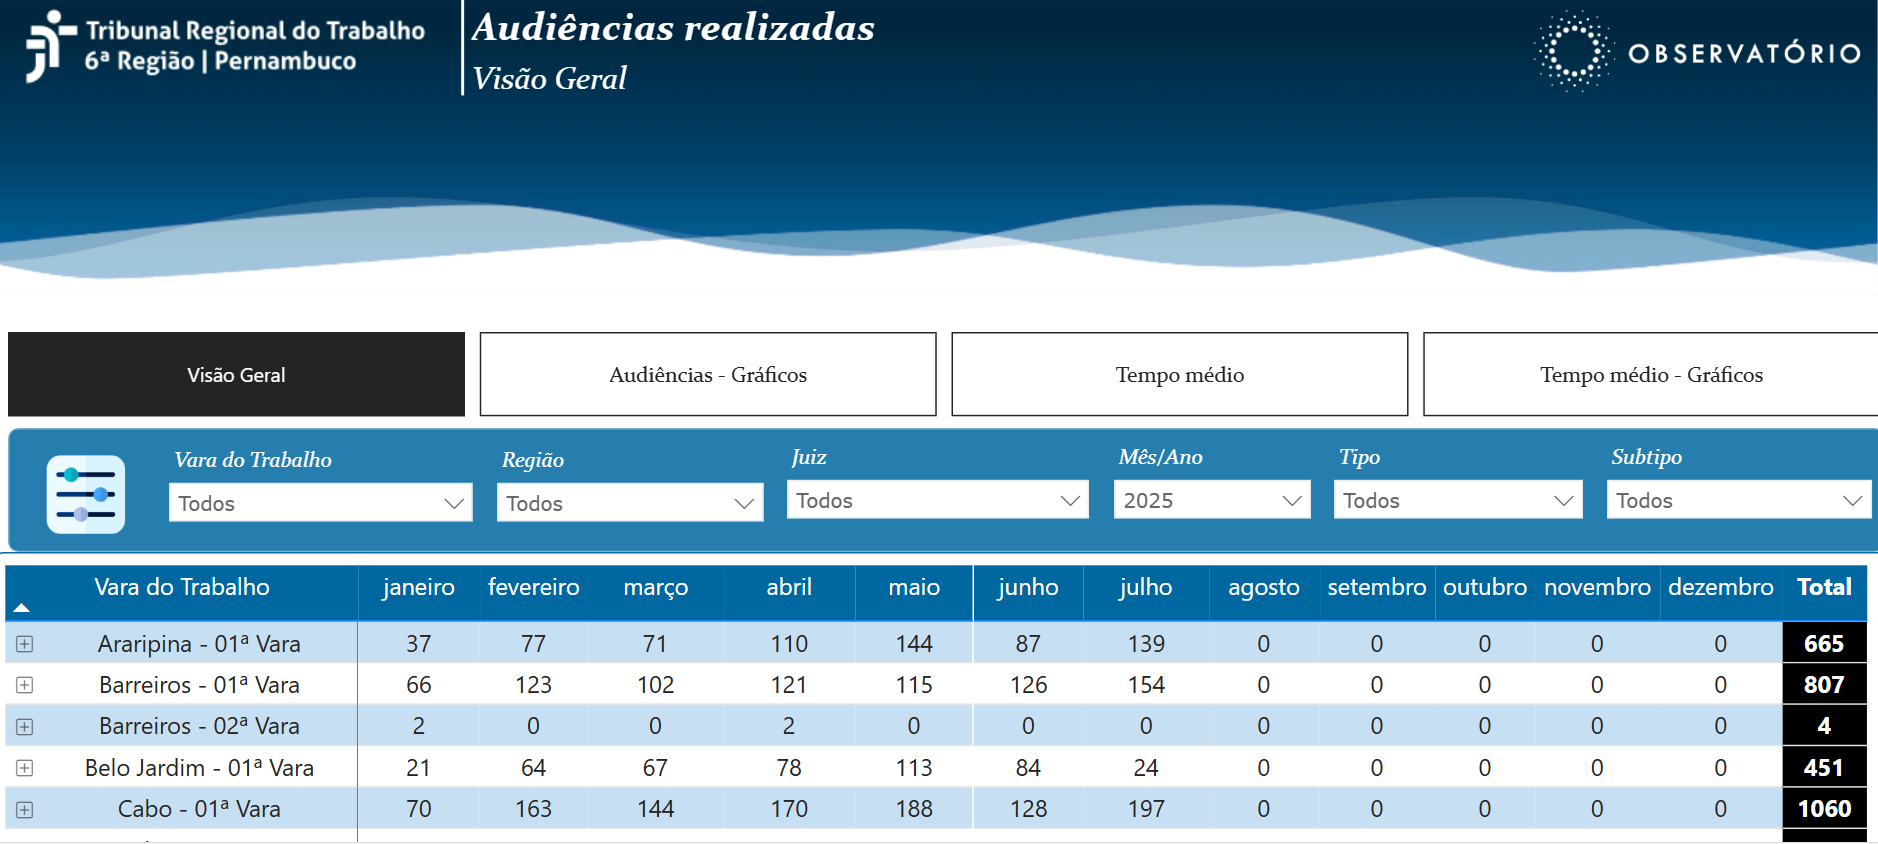 Tribunal Regional do Trabalho
6ª Região | Pernambuco
Audiências realizadas
Visão Geral
OBSERVATÓRIO
Visão Geral
Audiências - Gráficos
Tempo médio
Tempo médio - Gráficos
Vara do Trabalho Região Juiz Mês/Ano Tipo Subtipo
Todos Todos Todos 2025 Todos Todos
Vara do Trabalho janeiro fevereiro março abril maio junho julho agosto setembro outubro novembro dezembro Total
Araripina - 01ª Vara 37 77 71 110 144 87 139 0 0 0 0 0 665
Barreiros - 01ª Vara 66 123 102 121 115 126 154 0 0 0 0 0 807
Barreiros - 02ª Vara 2 0 0 2 0 0 0 0 0 0 0 0 4
Belo Jardim - 01ª Vara 21 64 67 78 113 84 24 0 0 0 0 0 451
Cabo - 01ª Vara 70 163 144 170 188 128 197 0 0 0 0 0 1060